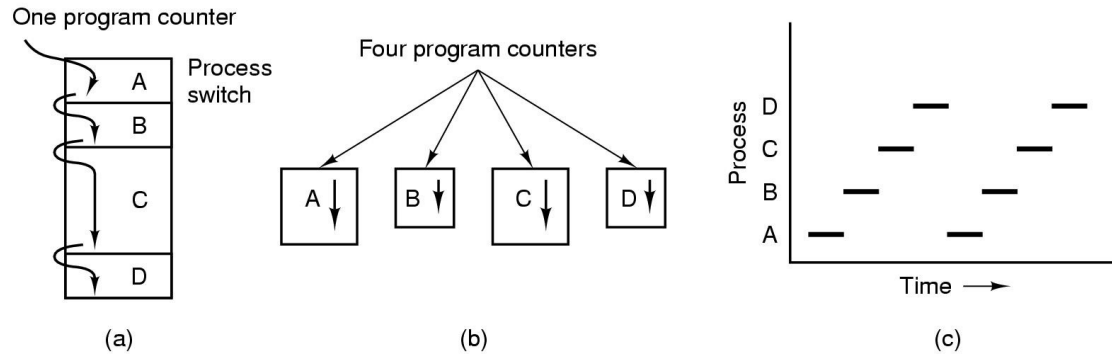 One program counter
A
Process
switch
B
C
D
(a)
Four program counters
A
B
C
D
(b)
Process
D
C
B
A
Time
(c)